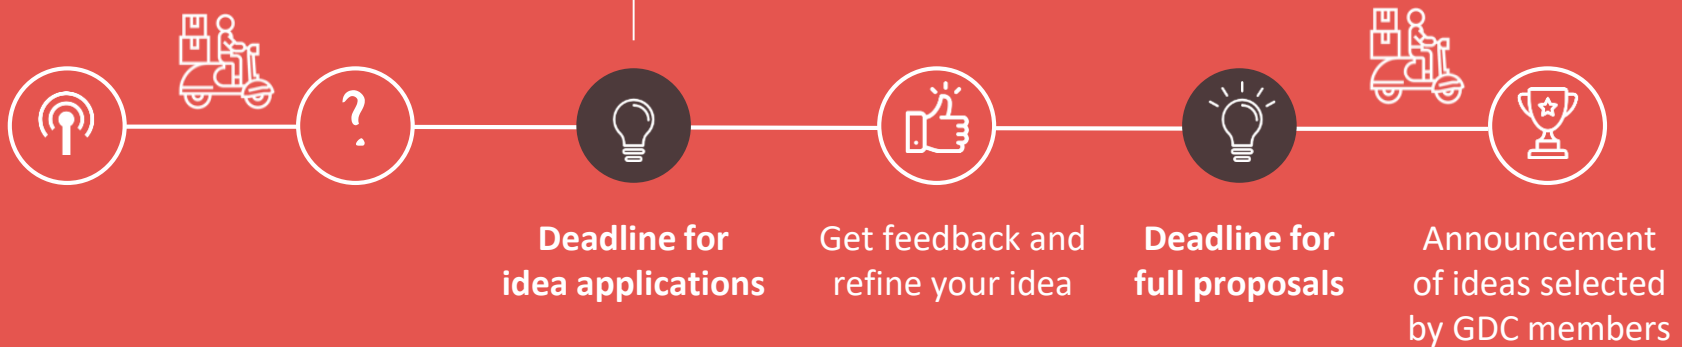 ?
Deadline for
idea applications
Get feedback and
refine your idea
Deadline for
full proposals
Announcement
of ideas selected
by GDC members